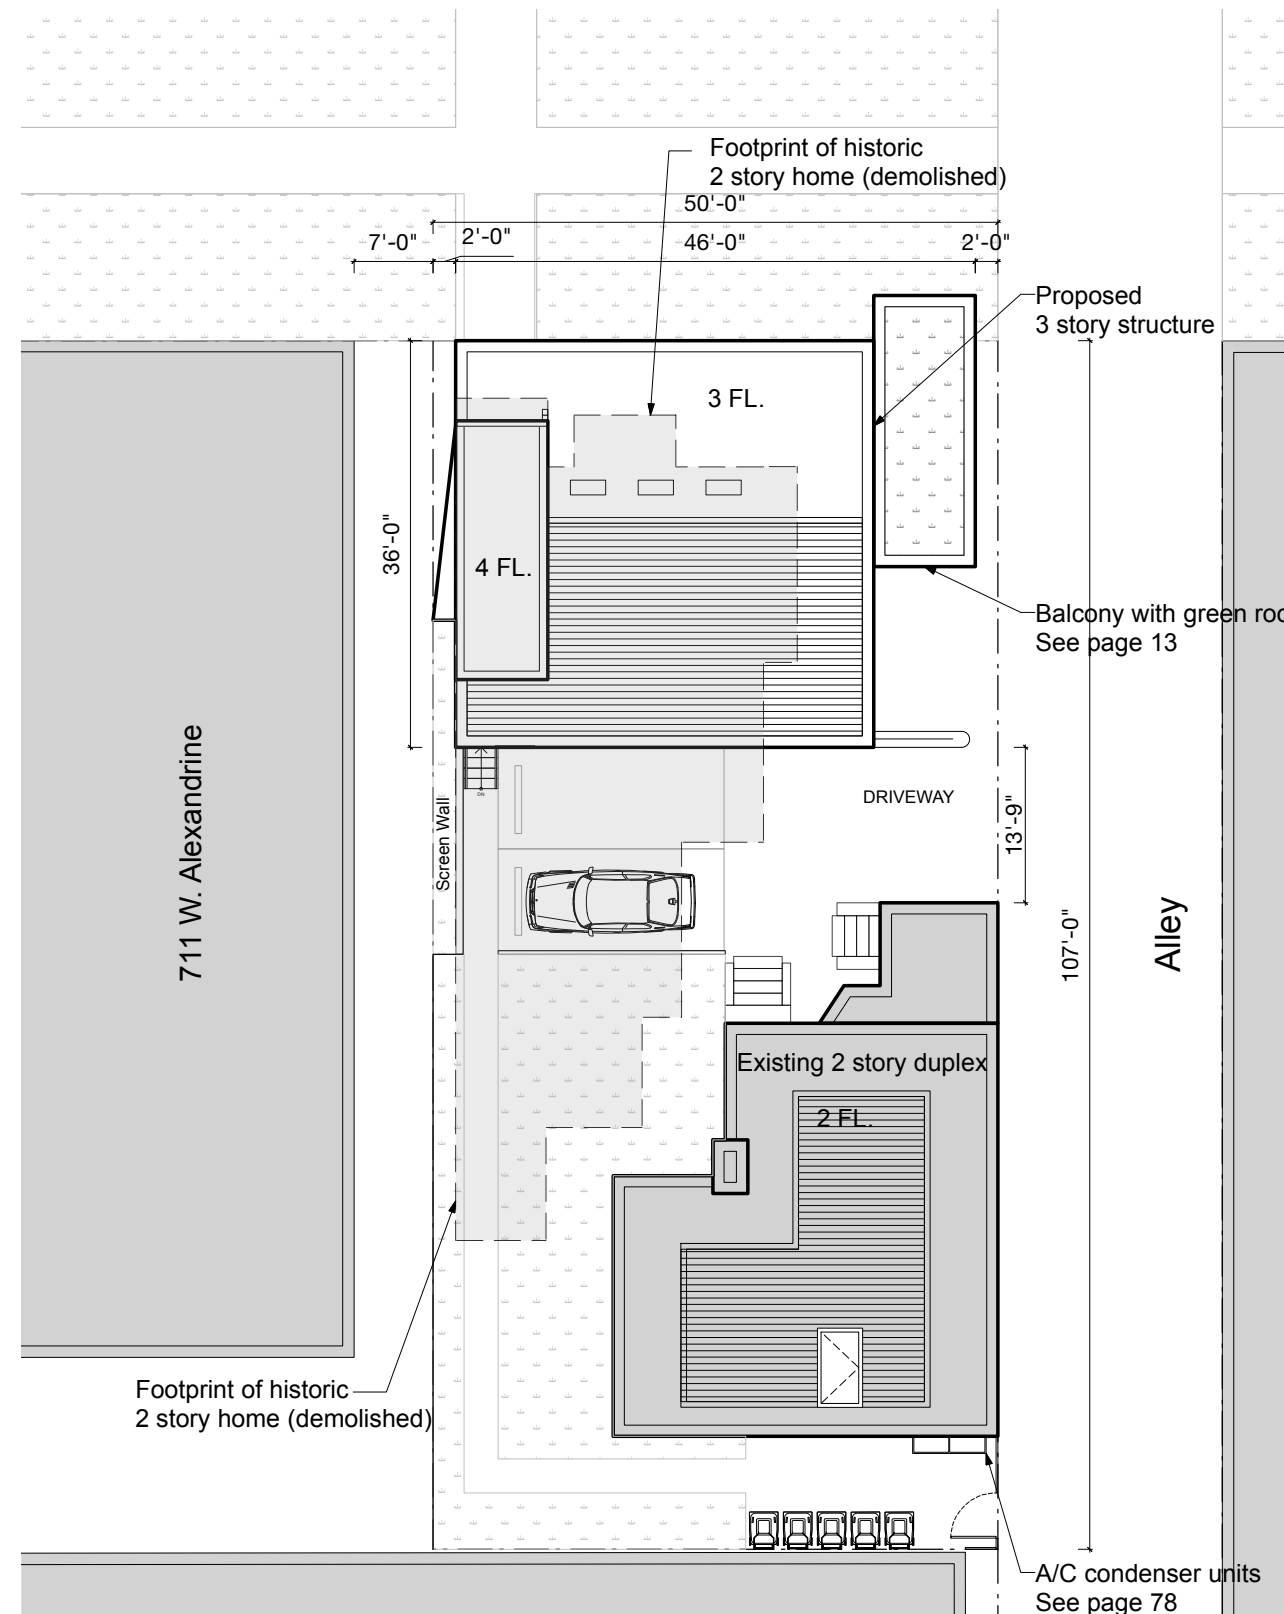 Footprint of historic
2 story home (demolished)
50'-0"
7'-0"
2'-0"
46'-0"
2'-0"
Proposed
3 story structure
3 FL.
36'-0"
4 FL.
Balcony with green roo
See page 13
711 W. Alexandrine
Screen Wall
DN
DRIVEWAY
13'-9"
107'-0"
Alley
Existing 2 story duplex
2 FL.
Footprint of historic
2 story home (demolished)
A/C condenser units
See page 78